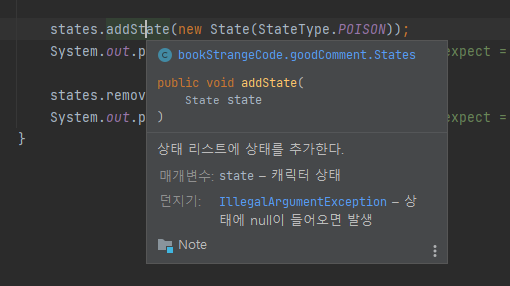 states.addState(new State(StateType.POISON));
System.out.p expect =
bookStrangeCode.goodComment.States
public void addState(
State state
)
states.remov
System.out.p expect =
}
상태 리스트에 상태를 추가한다.
매개변수: state – 캐릭터 상태
던지기: IllegalArgumentException – 상
태에 null이 들어오면 발생
Note